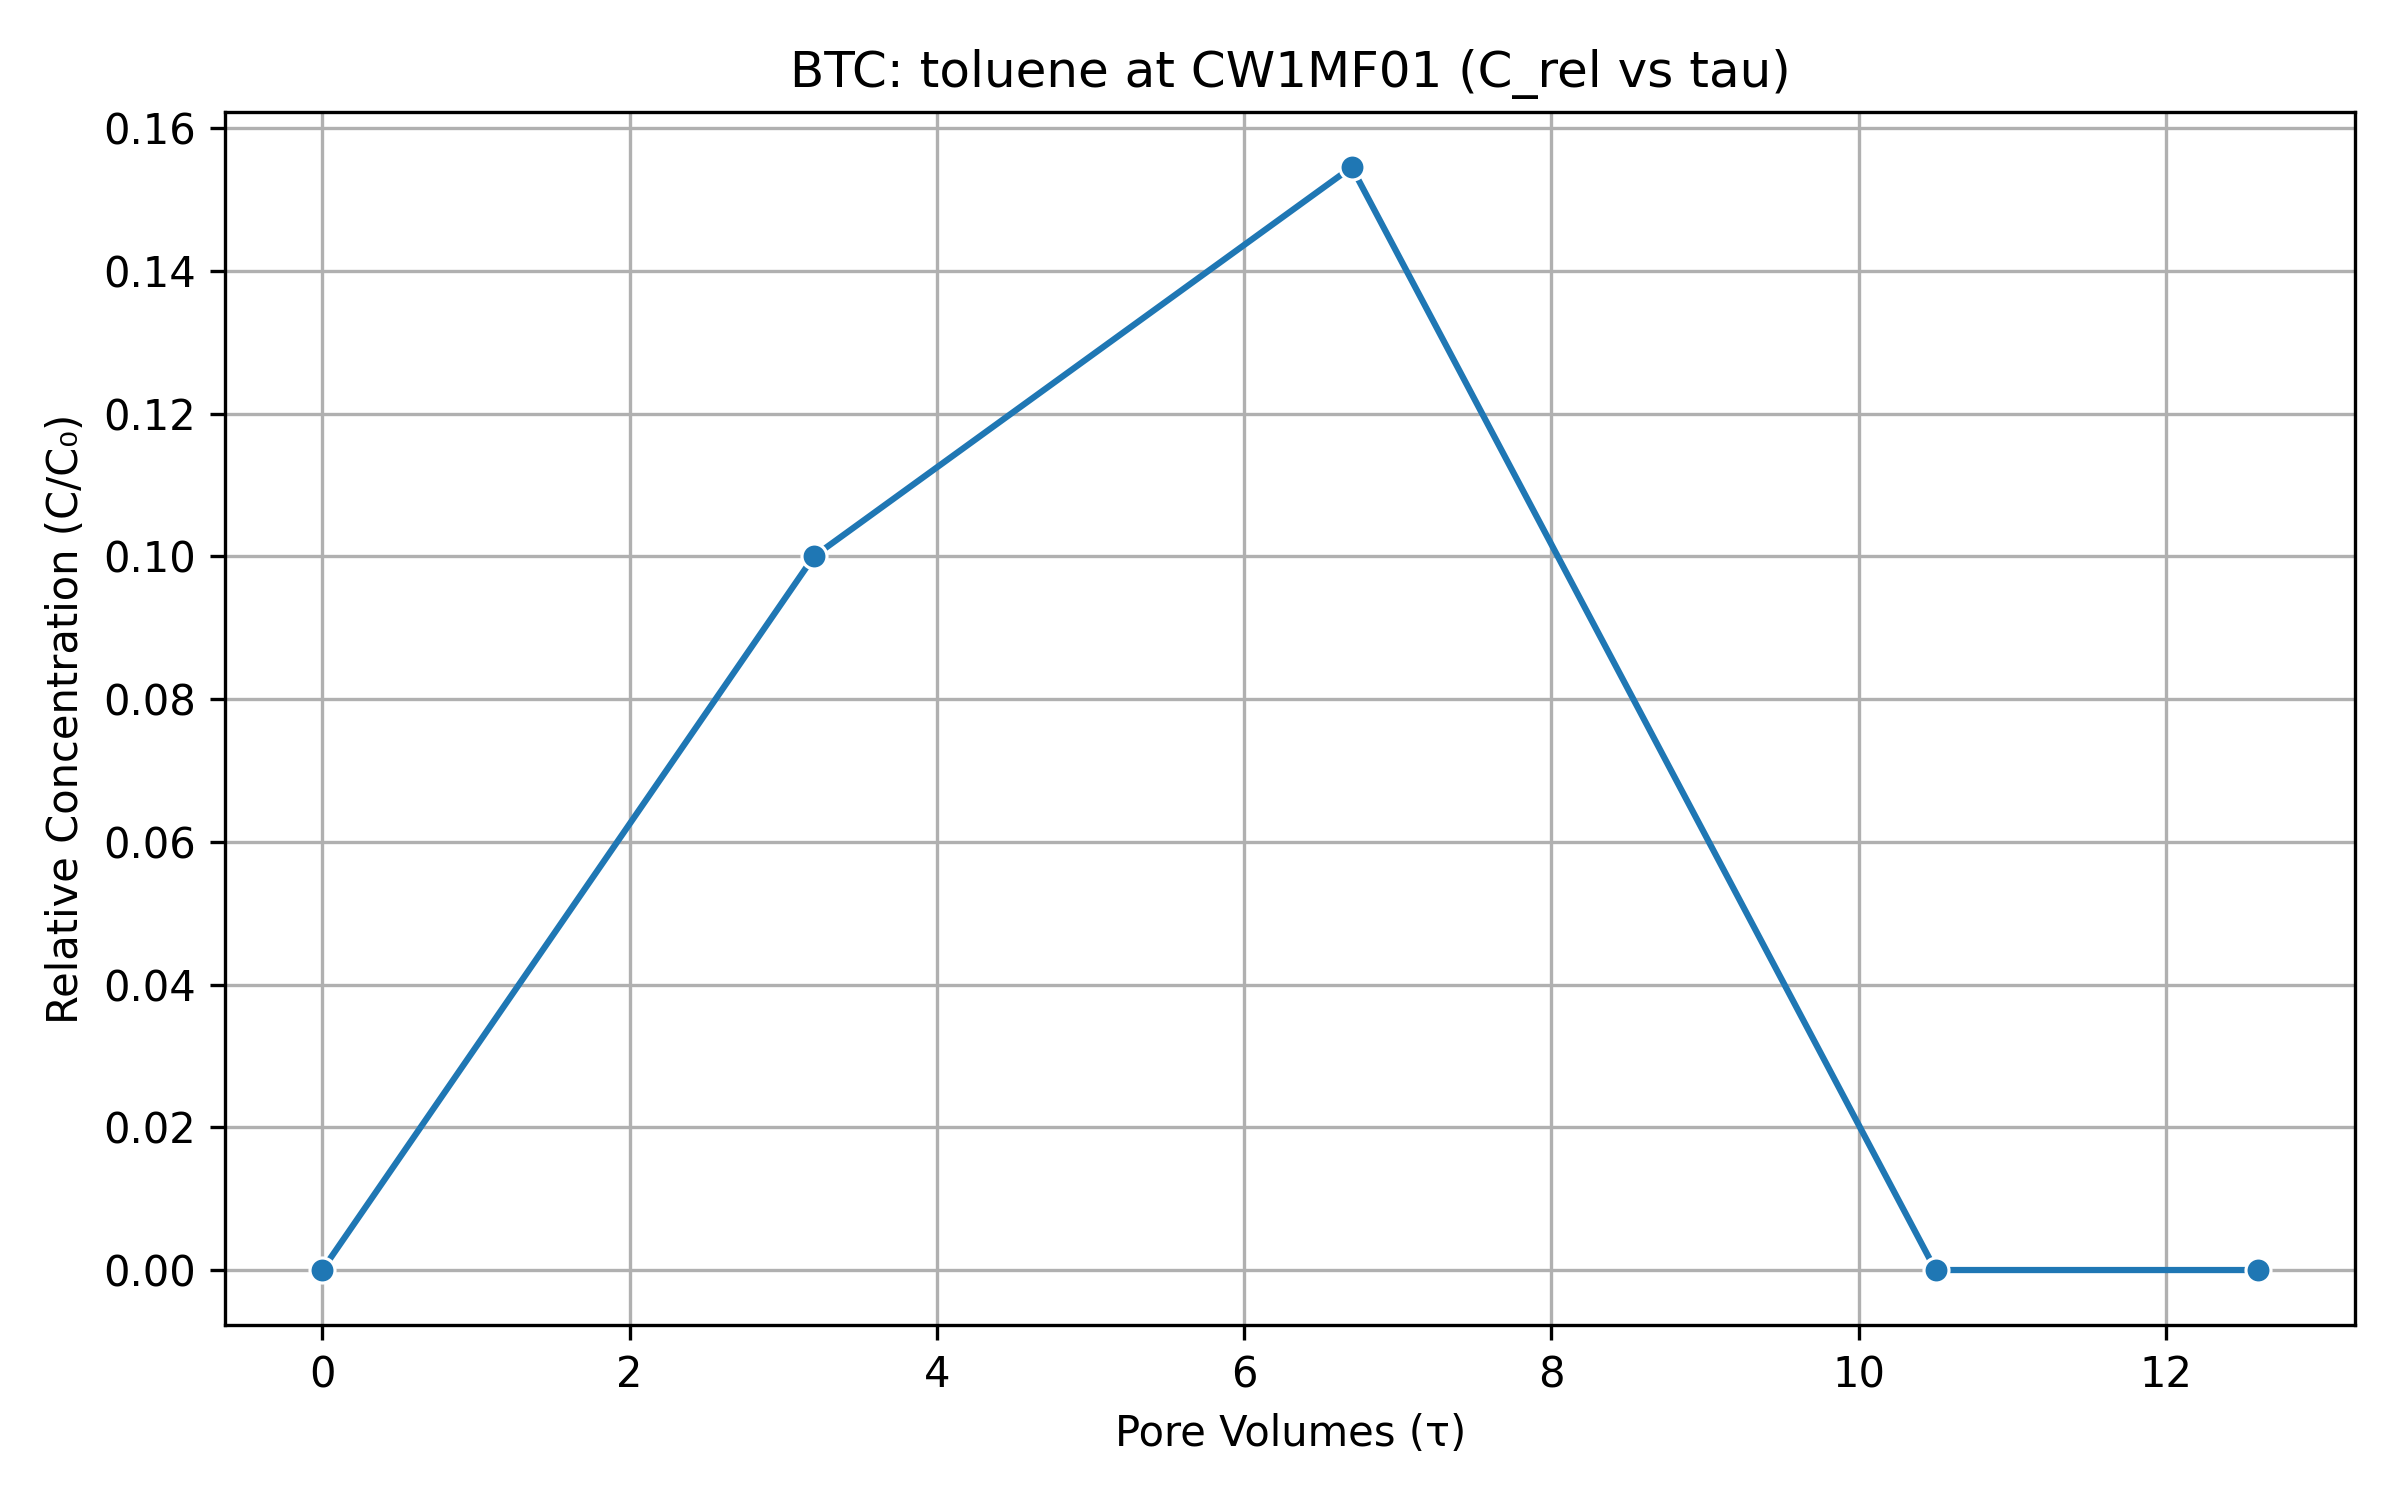 BTC: toluene at CW1MF01 (C_rel vs tau)
Relative Concentration (C/C₀)
0.16
0.14
0.12
0.10
0.08
0.06
0.04
0.02
0.00
0 2 4 6 8 10 12
Pore Volumes (τ)